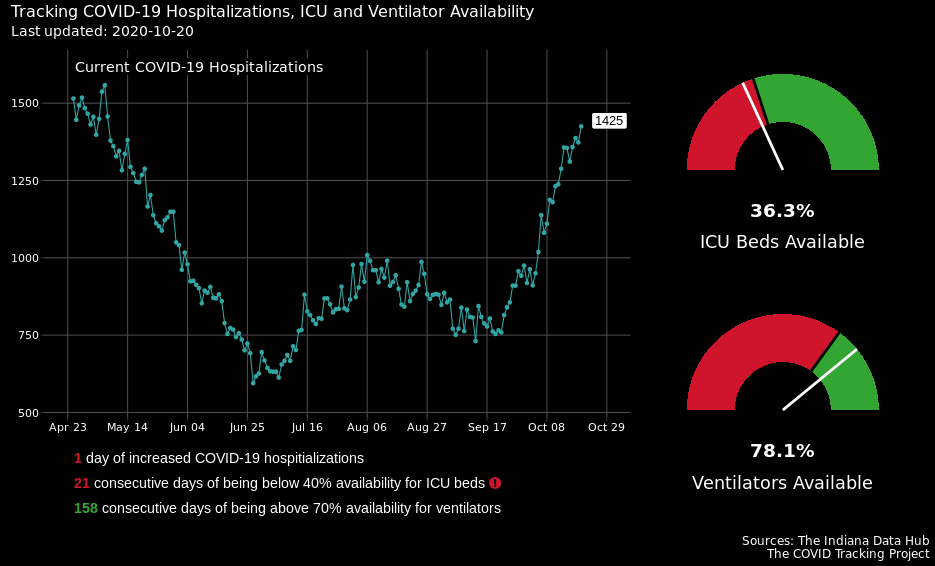 Tracking COVID-19 Hospitalizations, ICU and Ventilator Availability
Last updated: 2020-10-20
Current COVID-19 Hospitalizations
1500
1250
1000
750
500
1425
Apr 23 May 14 Jun 04 Jun 25 Jul 16 Aug 06 Aug 27 Sep 17 Oct 08 Oct 29
1 day of increased COVID-19 hospitializations
21 consecutive days of being below 40% availability for ICU beds
158 consecutive days of being above 70% availability for ventilators
36.3%
ICU Beds Available
78.1%
Ventilators Available
Sources: The Indiana Data Hub
The COVID Tracking Project